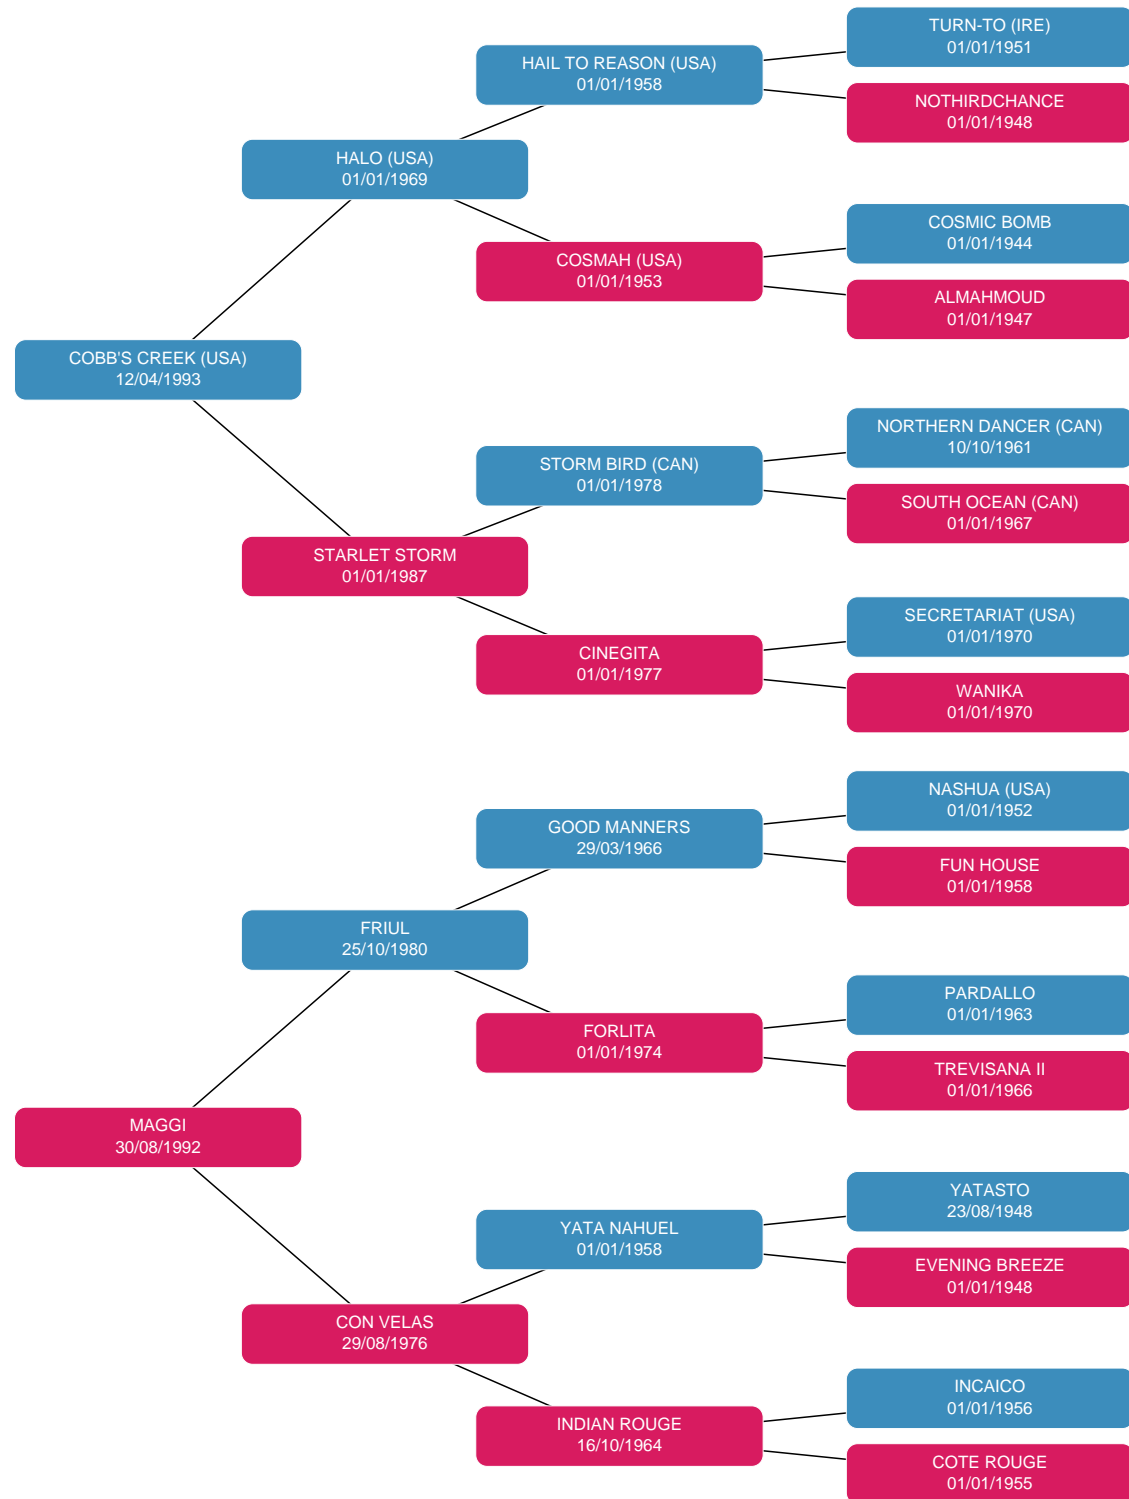 TURN-TO (IRE)
01/01/1951
HAIL TO REASON (USA)
01/01/1958
NOTHIRDCHANCE
01/01/1948
HALO (USA)
01/01/1969
COSMIC BOMB
01/01/1944
COSMAH (USA)
01/01/1953
ALMAHMOUD
01/01/1947
COBB'S CREEK (USA)
12/04/1993
NORTHERN DANCER (CAN)
10/10/1961
STORM BIRD (CAN)
01/01/1978
SOUTH OCEAN (CAN)
01/01/1967
STARLET STORM
01/01/1987
SECRETARIAT (USA)
01/01/1970
CINEGITA
01/01/1977
WANIKA
01/01/1970
NASHUA (USA)
01/01/1952
GOOD MANNERS
29/03/1966
FUN HOUSE
01/01/1958
FRIUL
25/10/1980
PARDALLO
01/01/1963
FORLITA
01/01/1974
TREVISANA II
01/01/1966
MAGGI
30/08/1992
YATASTO
23/08/1948
YATA NAHUEL
01/01/1958
EVENING BREEZE
01/01/1948
CON VELAS
29/08/1976
INCAICO
01/01/1956
INDIAN ROUGE
16/10/1964
COTE ROUGE
01/01/1955